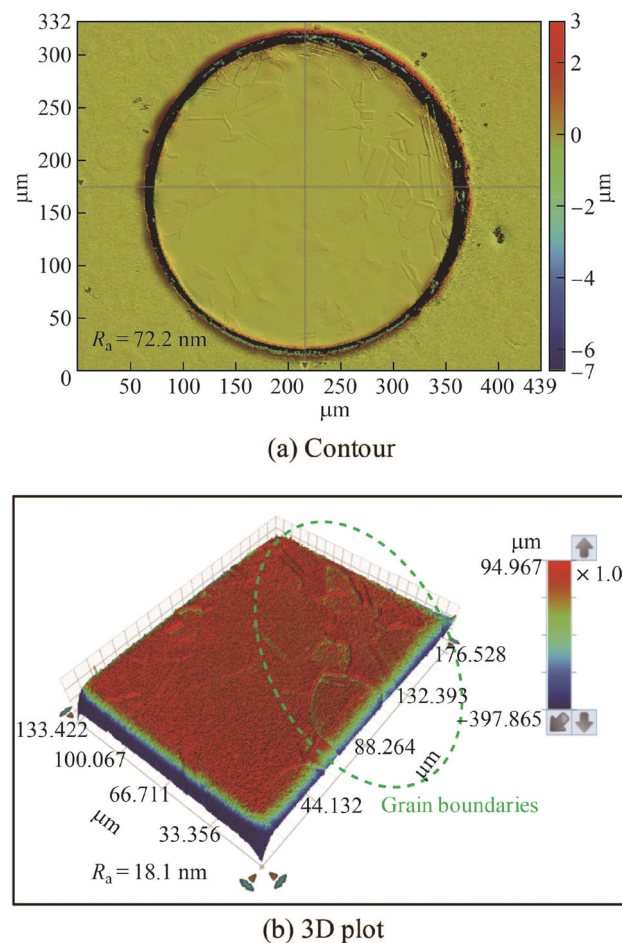 332
300
250
200
150
100
50
0
μm
R_a = 72.2 nm
50 100 150 200 250 300 350 400 439
μm
3
2
0
−2
−4
−6
−7
μm
(a) Contour
μm
94.967
× 1.0
−397.865
176.528
132.393
88.264
44.132
μm
133.422
100.067
66.711
33.356
μm
Grain boundaries
R_a = 18.1 nm
(b) 3D plot